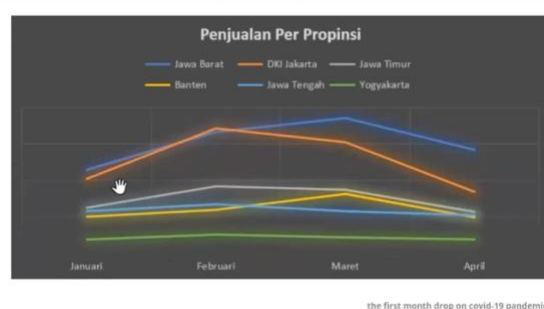 Penjualan Per Propinsi
Jawa Barat DKI Jakarta Jawa Timur
Banten Jawa Tengah Yogyakarta
Januari Februari Maret April
the first month drop on covid-19 pandemi